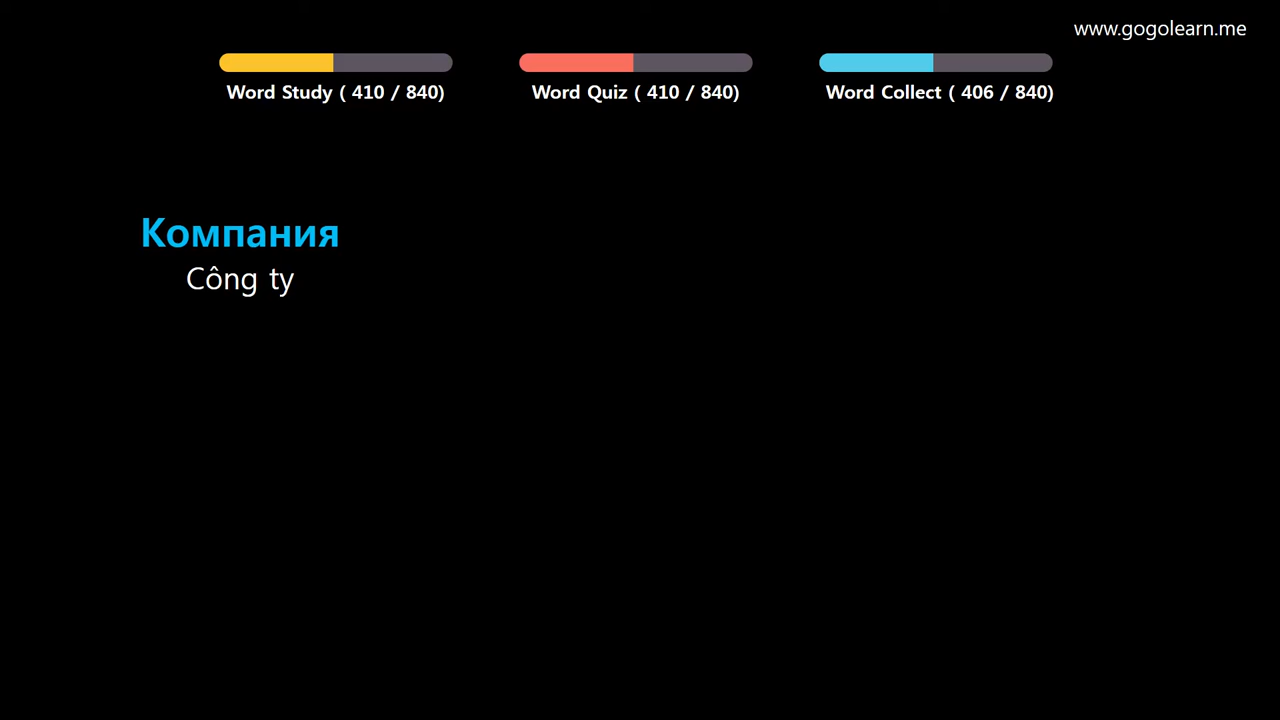 www.gogolearn.me
Word Study ( 410 / 840)
Word Quiz ( 410 / 840)
Word Collect ( 406 / 840)
Компания
Công ty